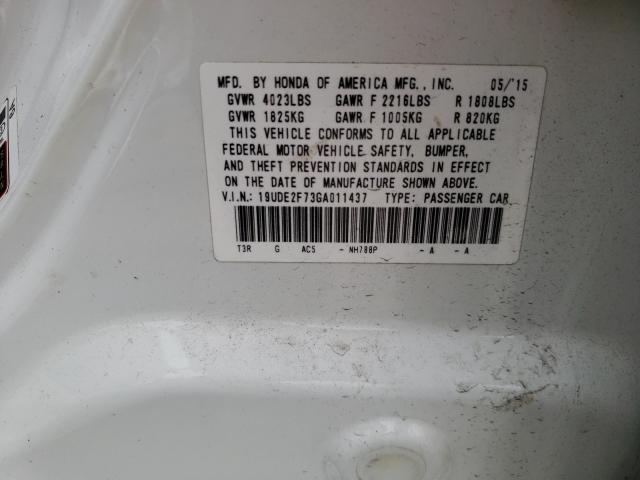 MFD. BY HONDA OF AMERICA MFG., INC. 05/'15
GVWR 4023LBS GAWR F 2216LBS R 1808LBS
GVWR 1825KG GAWR F 1005KG R 820KG
THIS VEHICLE CONFORMS TO ALL APPLICABLE
FEDERAL MOTOR VEHICLE SAFETY, BUMPER,
AND THEFT PREVENTION STANDARDS IN EFFECT
ON THE DATE OF MANUFACTURE SHOWN ABOVE.
V.I.N.: 19UDE2F73GA011437 TYPE: PASSENGER CAR
T3R G AC5 - NH788P - A - A